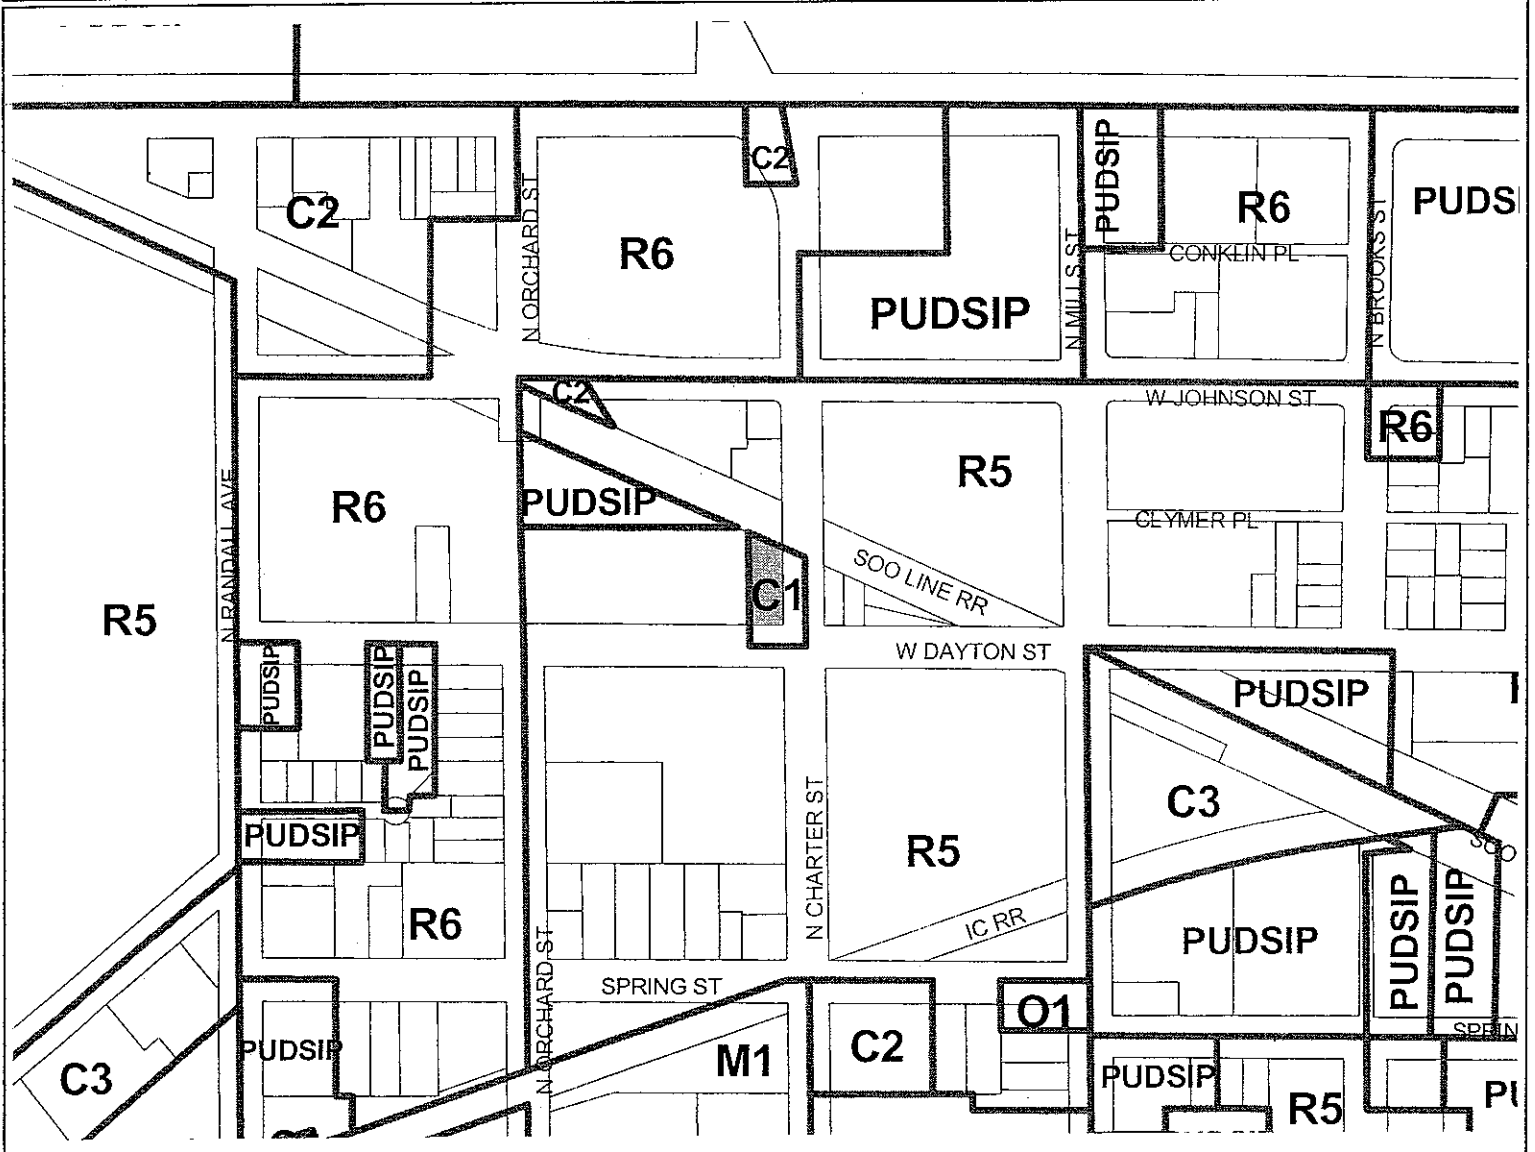 C2
N ORCHARD ST
R6
C2
PUDSIP
N MILLS ST
PUDSIP
R6
CONKLIN PL
N BROOKS ST
PUDS
C2
W JOHNSON ST
R6
R5
N RANDALL AVE
R6
PUDSIP
R5
CLYMER PL
SOO LINE RR
C1
W DAYTON ST
PUDSIP
PUDSIP
PUDSIP
PUDSIP
C3
PUDSIP
R6
N CHARTER ST
R5
IC RR
SOO
PUDSIP
PUDSIP
PUDSIP
N ORCHARD ST
SPRING ST
O1
SPRIN
C3
PUDSIP
M1
C2
PUDSIP
R5
PU